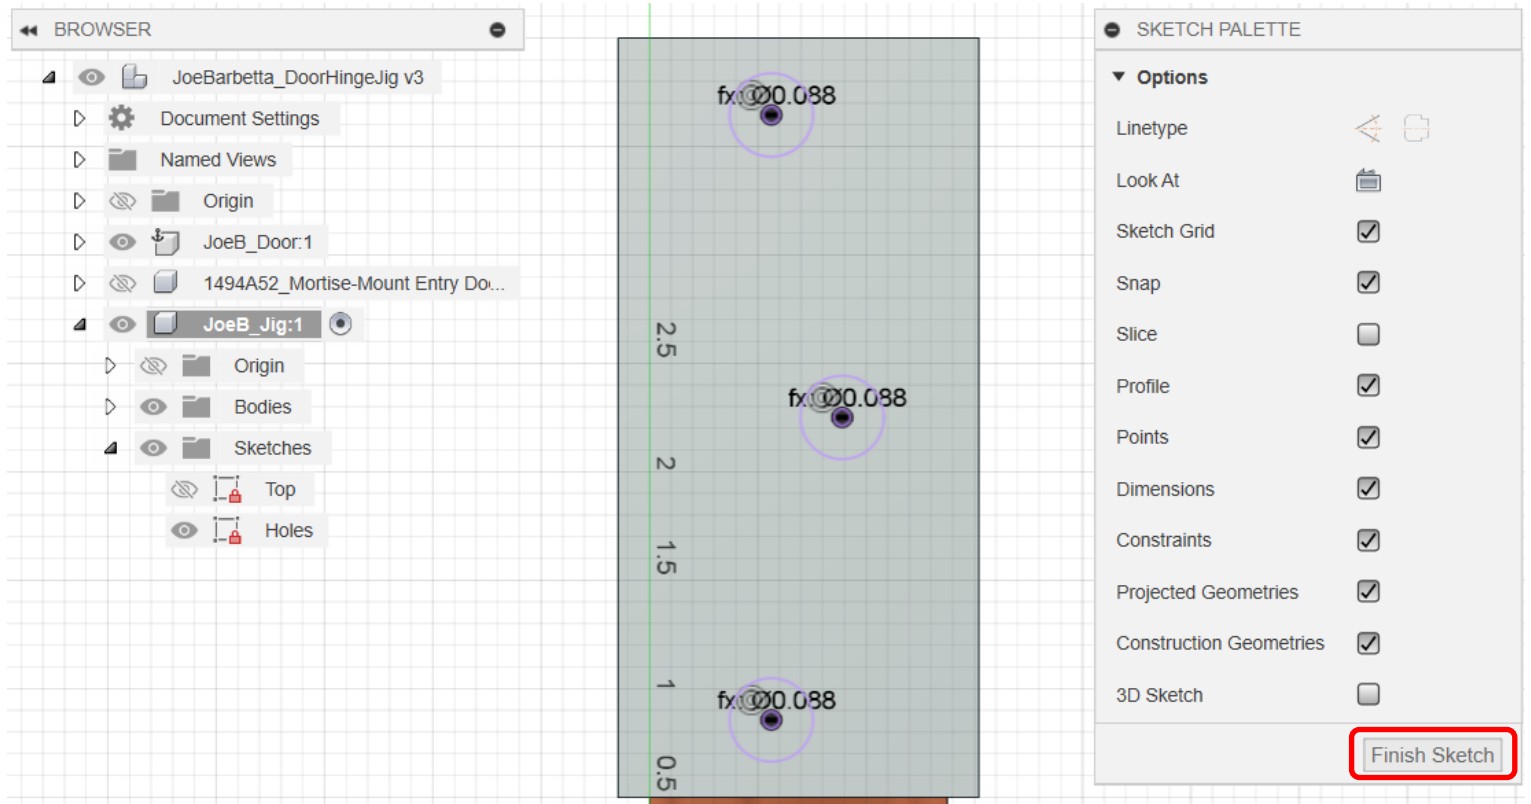 BROWSER
JoeBarbetta_DoorHingeJig v3
Document Settings
Named Views
Origin
JoeB_Door:1
1494A52_Mortise-Mount Entry Do...
JoeB_Jig:1
Origin
Bodies
Sketches
Top
Holes
fx: Ø0.088
2.5
fx: Ø0.088
2
1.5
1
fx: Ø0.088
0.5
SKETCH PALETTE
Options
Linetype
Look At
Sketch Grid
Snap
Slice
Profile
Points
Dimensions
Constraints
Projected Geometries
Construction Geometries
3D Sketch
Finish Sketch